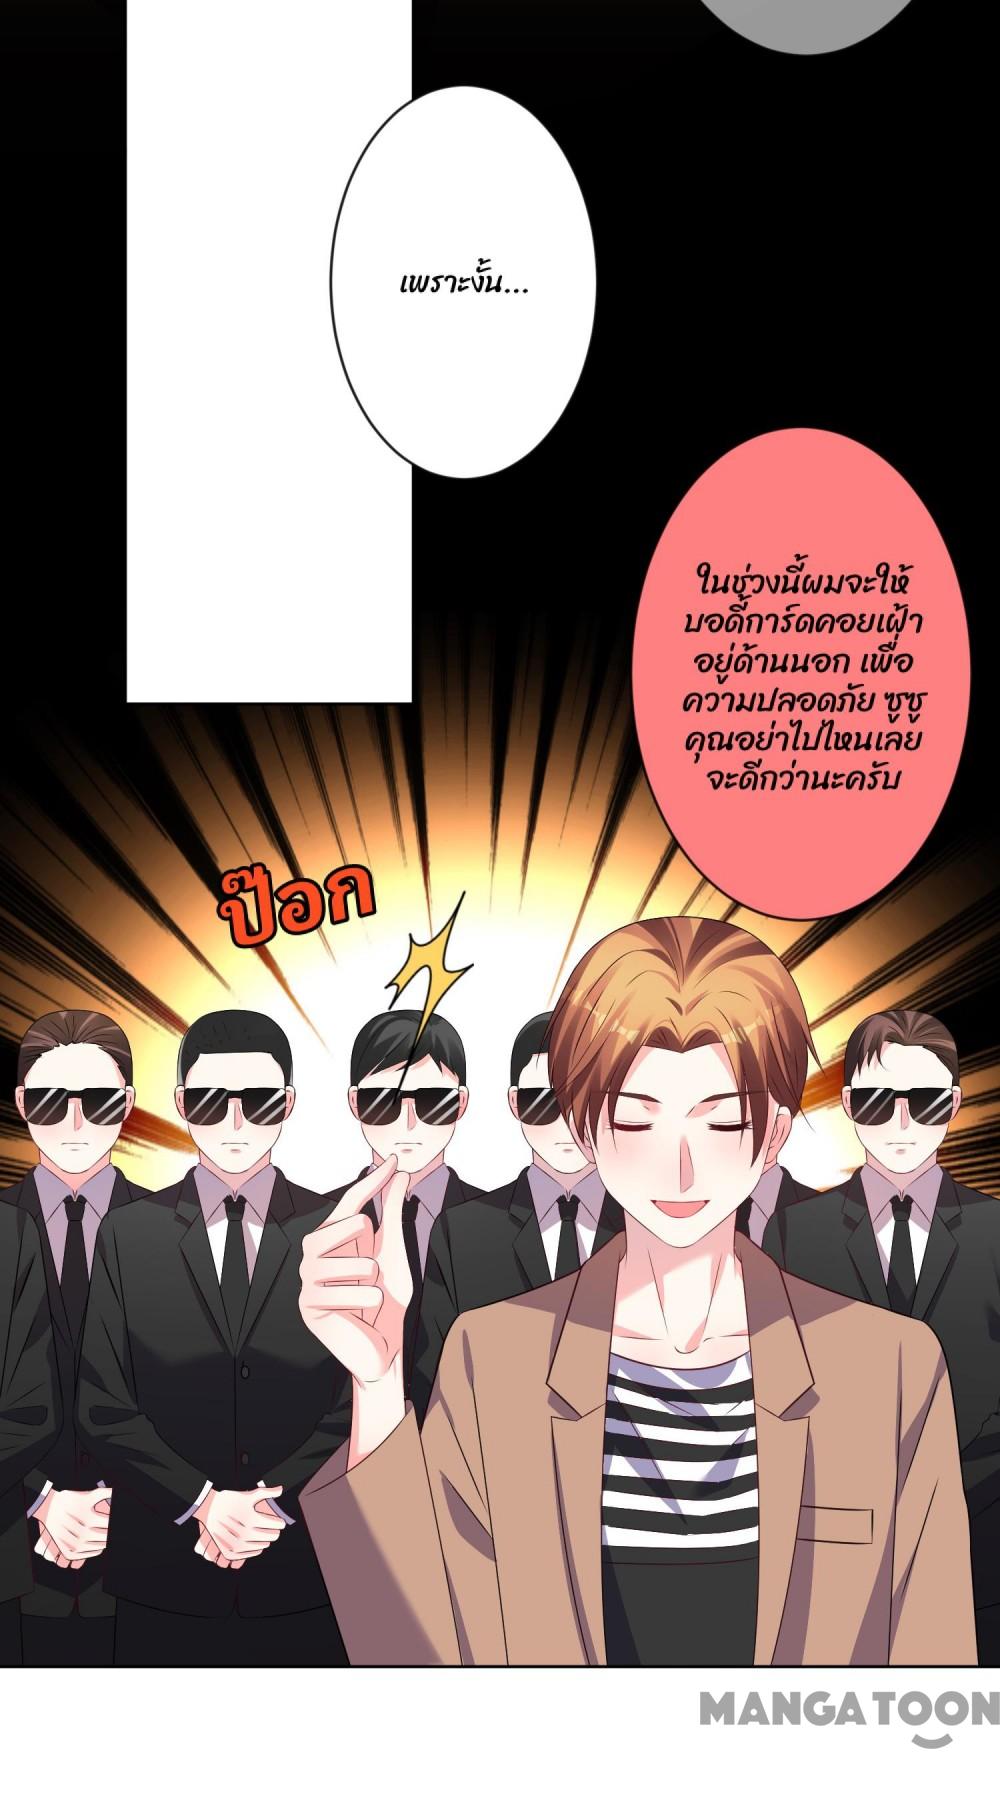 เพราะงั้น...
ในช่วงนี้ผมจะให้
บอดี้การ์ดคอยเฝ้า
อยู่ด้านนอก เพื่อ
ความปลอดภัย ซูซู
คุณอย่าไปไหนเลย
จะดีกว่านะครับ
ป๊อก
MANGATOON